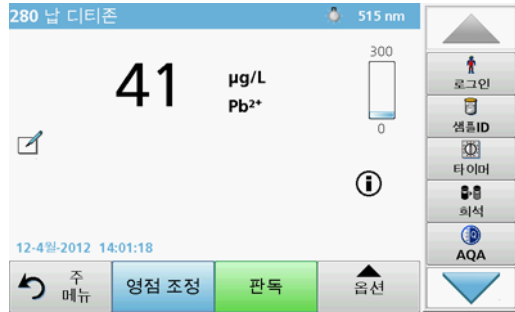 280 납 디티존
515 nm
41
µg/L
Pb²⁺
300
0
12-4월-2012 14:01:18
주
메뉴
영점 조정
판독
옵션
로그인
샘플ID
타이머
희석
AQA